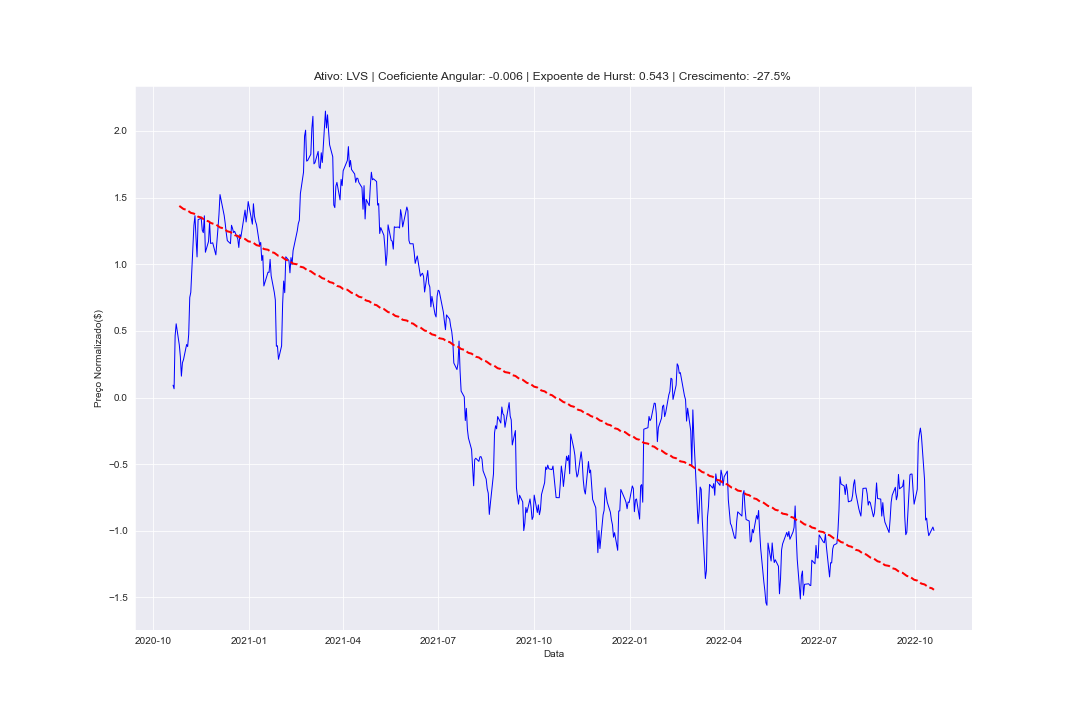 Ativo: LVS | Coeficiente Angular: -0.006 | Expoente de Hurst: 0.543 | Crescimento: -27.5%
Preço Normalizado($)
2.0
1.5
1.0
0.5
0.0
−0.5
−1.0
−1.5
2020-10 2021-01 2021-04 2021-07 2021-10 2022-01 2022-04 2022-07 2022-10
Data